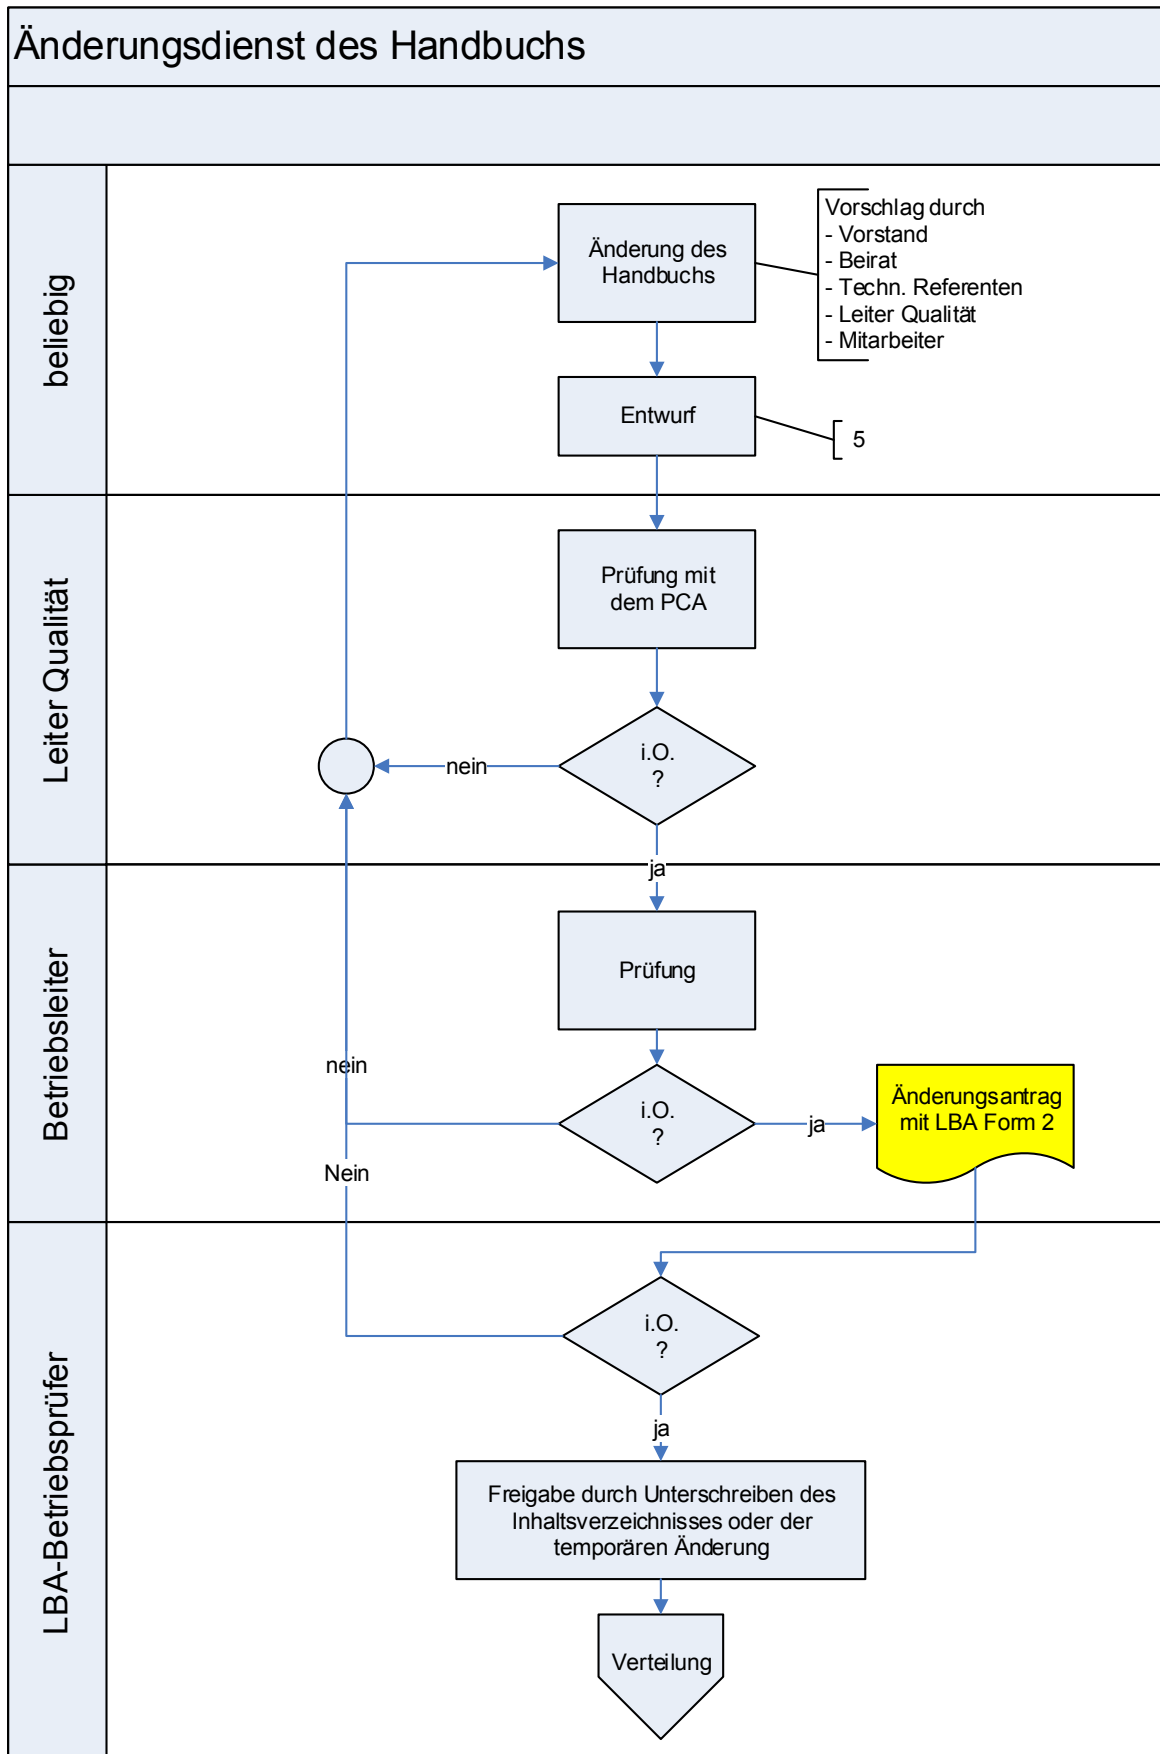 Änderungsdienst des Handbuchs
beliebig
Änderung des
Handbuchs
Vorschlag durch
- Vorstand
- Beirat
- Techn. Referenten
- Leiter Qualität
- Mitarbeiter
Entwurf
5
Leiter Qualität
Prüfung mit
dem PCA
i.O.
?
nein
ja
Betriebsleiter
Prüfung
nein
i.O.
?
ja
Änderungsantrag
mit LBA Form 2
Nein
LBA-Betriebsprüfer
i.O.
?
ja
Freigabe durch Unterschreiben des
Inhaltsverzeichnisses oder der
temporären Änderung
Verteilung